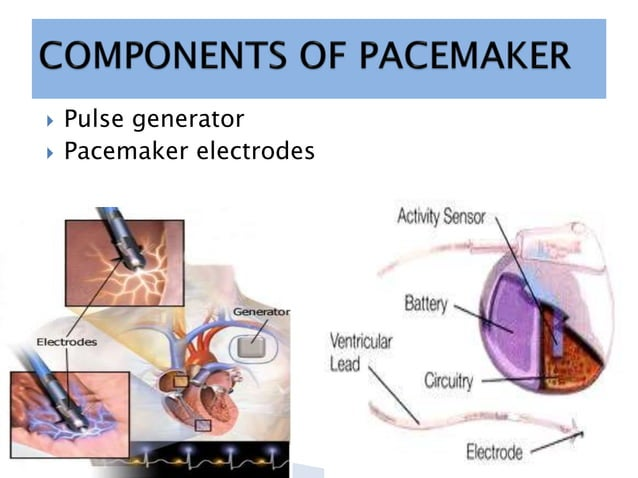 COMPONENTS OF PACEMAKER
Pulse generator
Pacemaker electrodes
Electrodes
Generator
Activity Sensor
Battery
Ventricular
Lead
Circuitry
Electrode